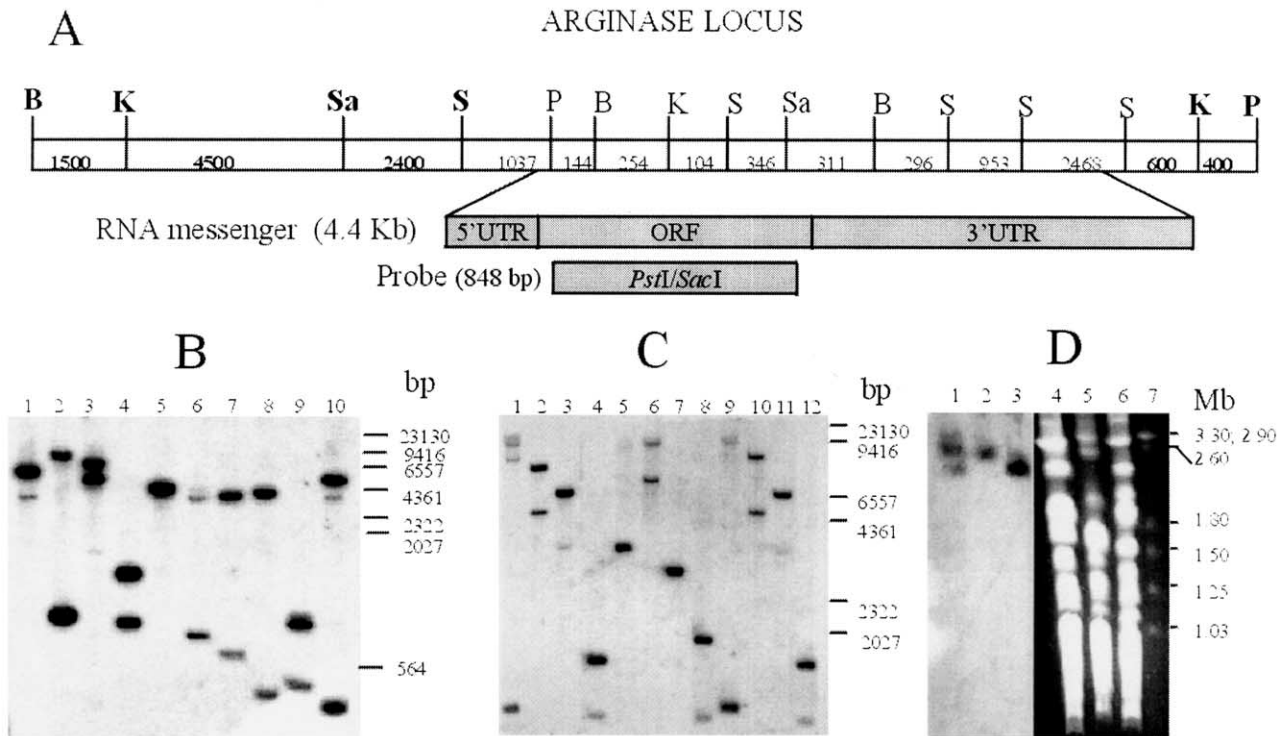 A
ARGINASE LOCUS
B K Sa S P B K S Sa B S S S K P
1500 4500 2400 1037 144 254 104 346 311 296 953 2468 600 400
RNA messenger (4.4 Kb) 5'UTR ORF 3'UTR
Probe (848 bp) PstI/SacI
B
bp
1 2 3 4 5 6 7 8 9 10
23130
9416
6557
4361
2322
2027
564
C
bp
1 2 3 4 5 6 7 8 9 10 11 12
23130
9416
6557
4361
2322
2027
D
1 2 3 4 5 6 7 Mb
3.30; 2.90
2.60
1.80
1.50
1.25
1.03